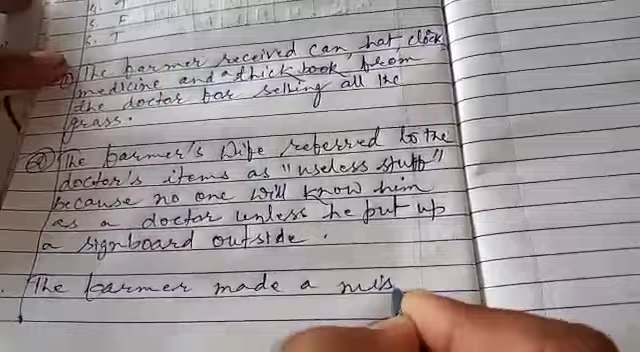 5. F
5. T
① The farmer received can, hat, clock,
medicine and a thick book, from
the doctor for selling all the
grass.
② The farmer's Wife referred to the
doctor's items as "useless stuff"
because no one will know him
as a doctor unless he put up
a signboard outside.
The farmer made a mis